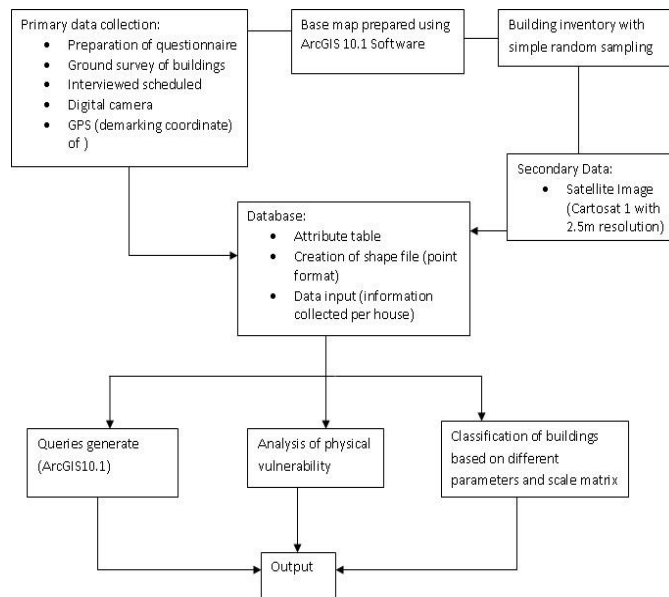 Primary data collection:
• Preparation of questionnaire
• Ground survey of buildings
• Interviewed scheduled
• Digital camera
• GPS (demarking coordinate)
of )
Base map prepared using
ArcGIS 10.1 Software
Building inventory with
simple random sampling
Secondary Data:
• Satellite Image
(Cartosat 1 with
2.5m resolution)
Database:
• Attribute table
• Creation of shape file (point
format)
• Data input (information
collected per house)
Queries generate
(ArcGIS10.1)
Analysis of physical
vulnerability
Classification of buildings
based on different
parameters and scale matrix
Output